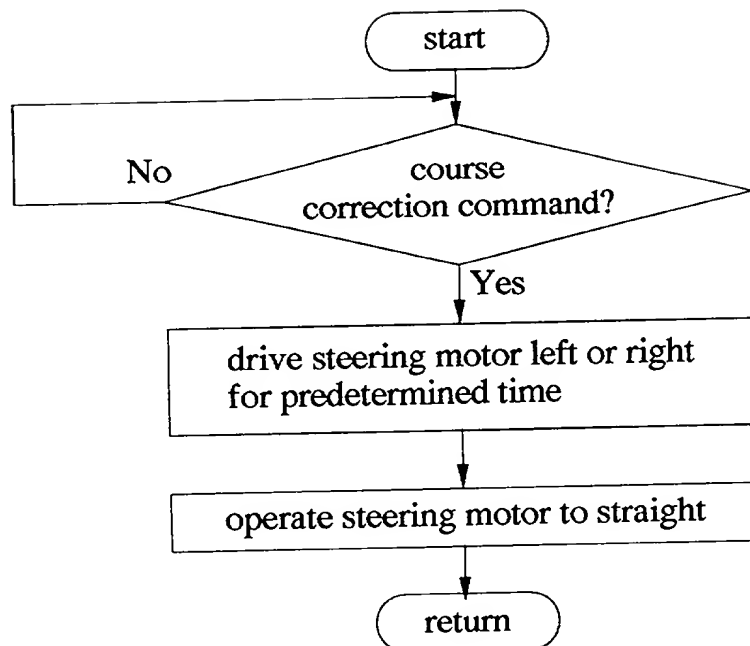 start
No
course
correction command?
Yes
drive steering motor left or right
for predetermined time
operate steering motor to straight
return